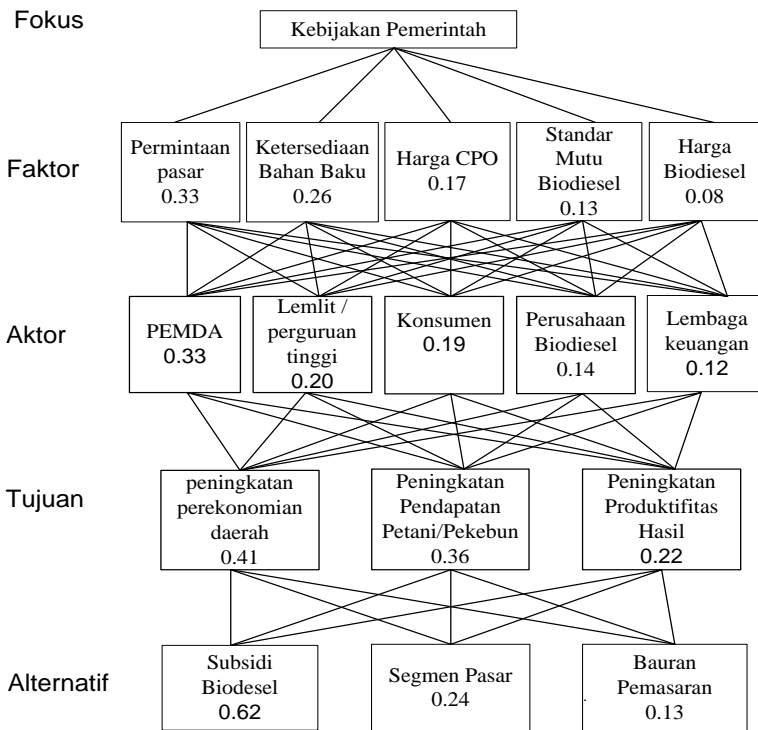 Fokus
Kebijakan Pemerintah
Faktor
Permintaan
pasar
0.33
Ketersediaan
Bahan Baku
0.26
Harga CPO
0.17
Standar
Mutu
Biodiesel
0.13
Harga
Biodiesel
0.08
Aktor
PEMDA
0.33
Lemlit /
perguruan
tinggi
0.20
Konsumen
0.19
Perusahaan
Biodiesel
0.14
Lembaga
keuangan
0.12
Tujuan
peningkatan
perekonomian
daerah
0.41
Peningkatan
Pendapatan
Petani/Pekebun
0.36
Peningkatan
Produktifitas
Hasil
0.22
Alternatif
Subsidi
Biodesel
0.62
Segmen Pasar
0.24
Bauran
Pemasaran
0.13